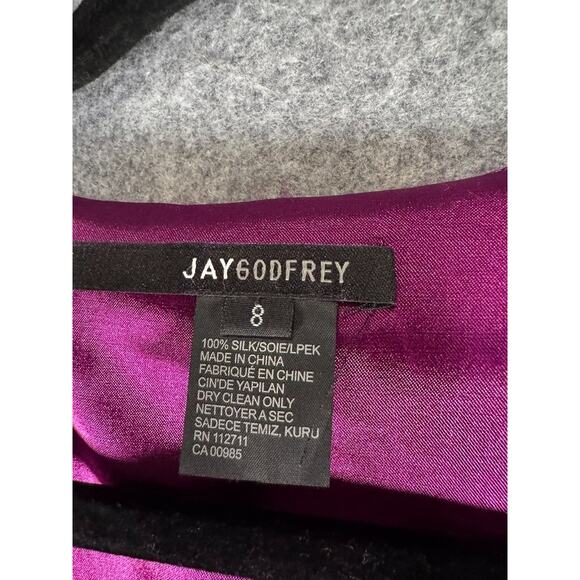 JAYGODFREY
8
100% SILK/SOIE/LPEK
MADE IN CHINA
FABRIQUÉ EN CHINE
CIN'DE YAPILAN
DRY CLEAN ONLY
NETTOYER A SEC
SADECE TEMIZ, KURU
RN 112711
CA 00985